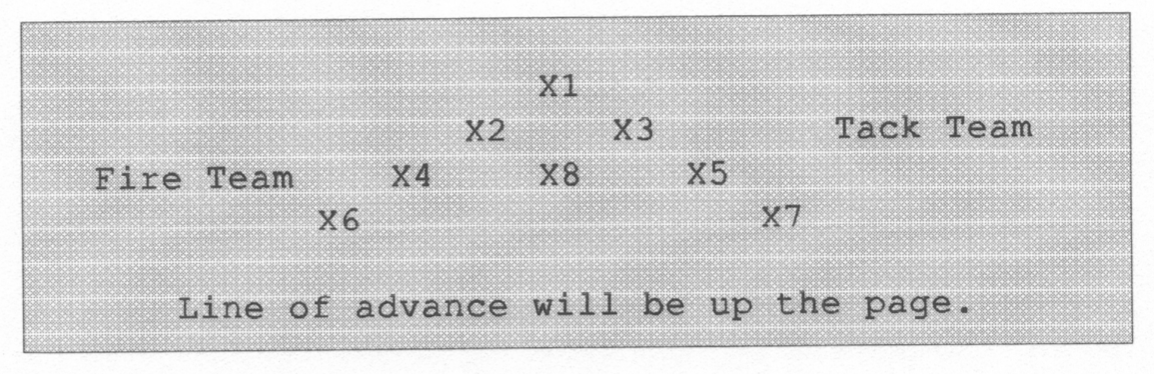 X1
X2 X3 Tack Team
Fire Team X4 X8 X5
X6 X7
Line of advance will be up the page.